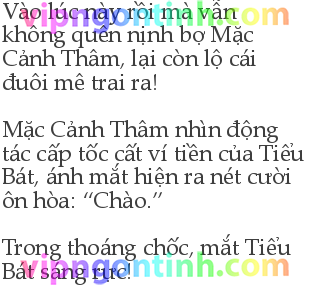 Vào lúc này rồi mà vẫn
không quên nịnh bợ Mặc
Cảnh Thâm, lại còn lộ cái
đuôi mê trai ra!
Mặc Cảnh Thâm nhìn động
tác cấp tốc cất ví tiền của Tiểu
Bát, ánh mắt hiện ra nét cười
ôn hòa: “Chào.”
Trong thoáng chốc, mắt Tiểu
Bát sáng rực!
vipngontinh.com
vipngontinh.com